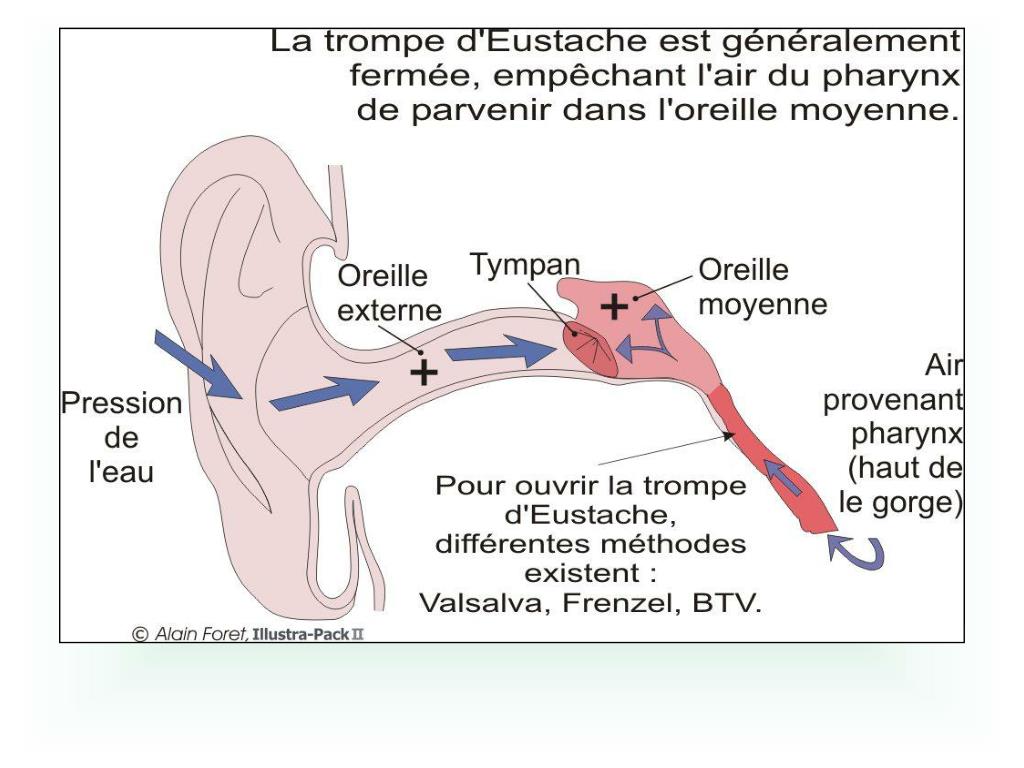 La trompe d'Eustache est généralement
fermée, empêchant l'air du pharynx
de parvenir dans l'oreille moyenne.
Oreille
externe
Tympan
Oreille
moyenne
Pression
de
l'eau
Air
provenant
pharynx
(haut de
le gorge)
Pour ouvrir la trompe
d'Eustache,
différentes méthodes
existent :
Valsalva, Frenzel, BTV.
© Alain Foret, Illustra-Pack II